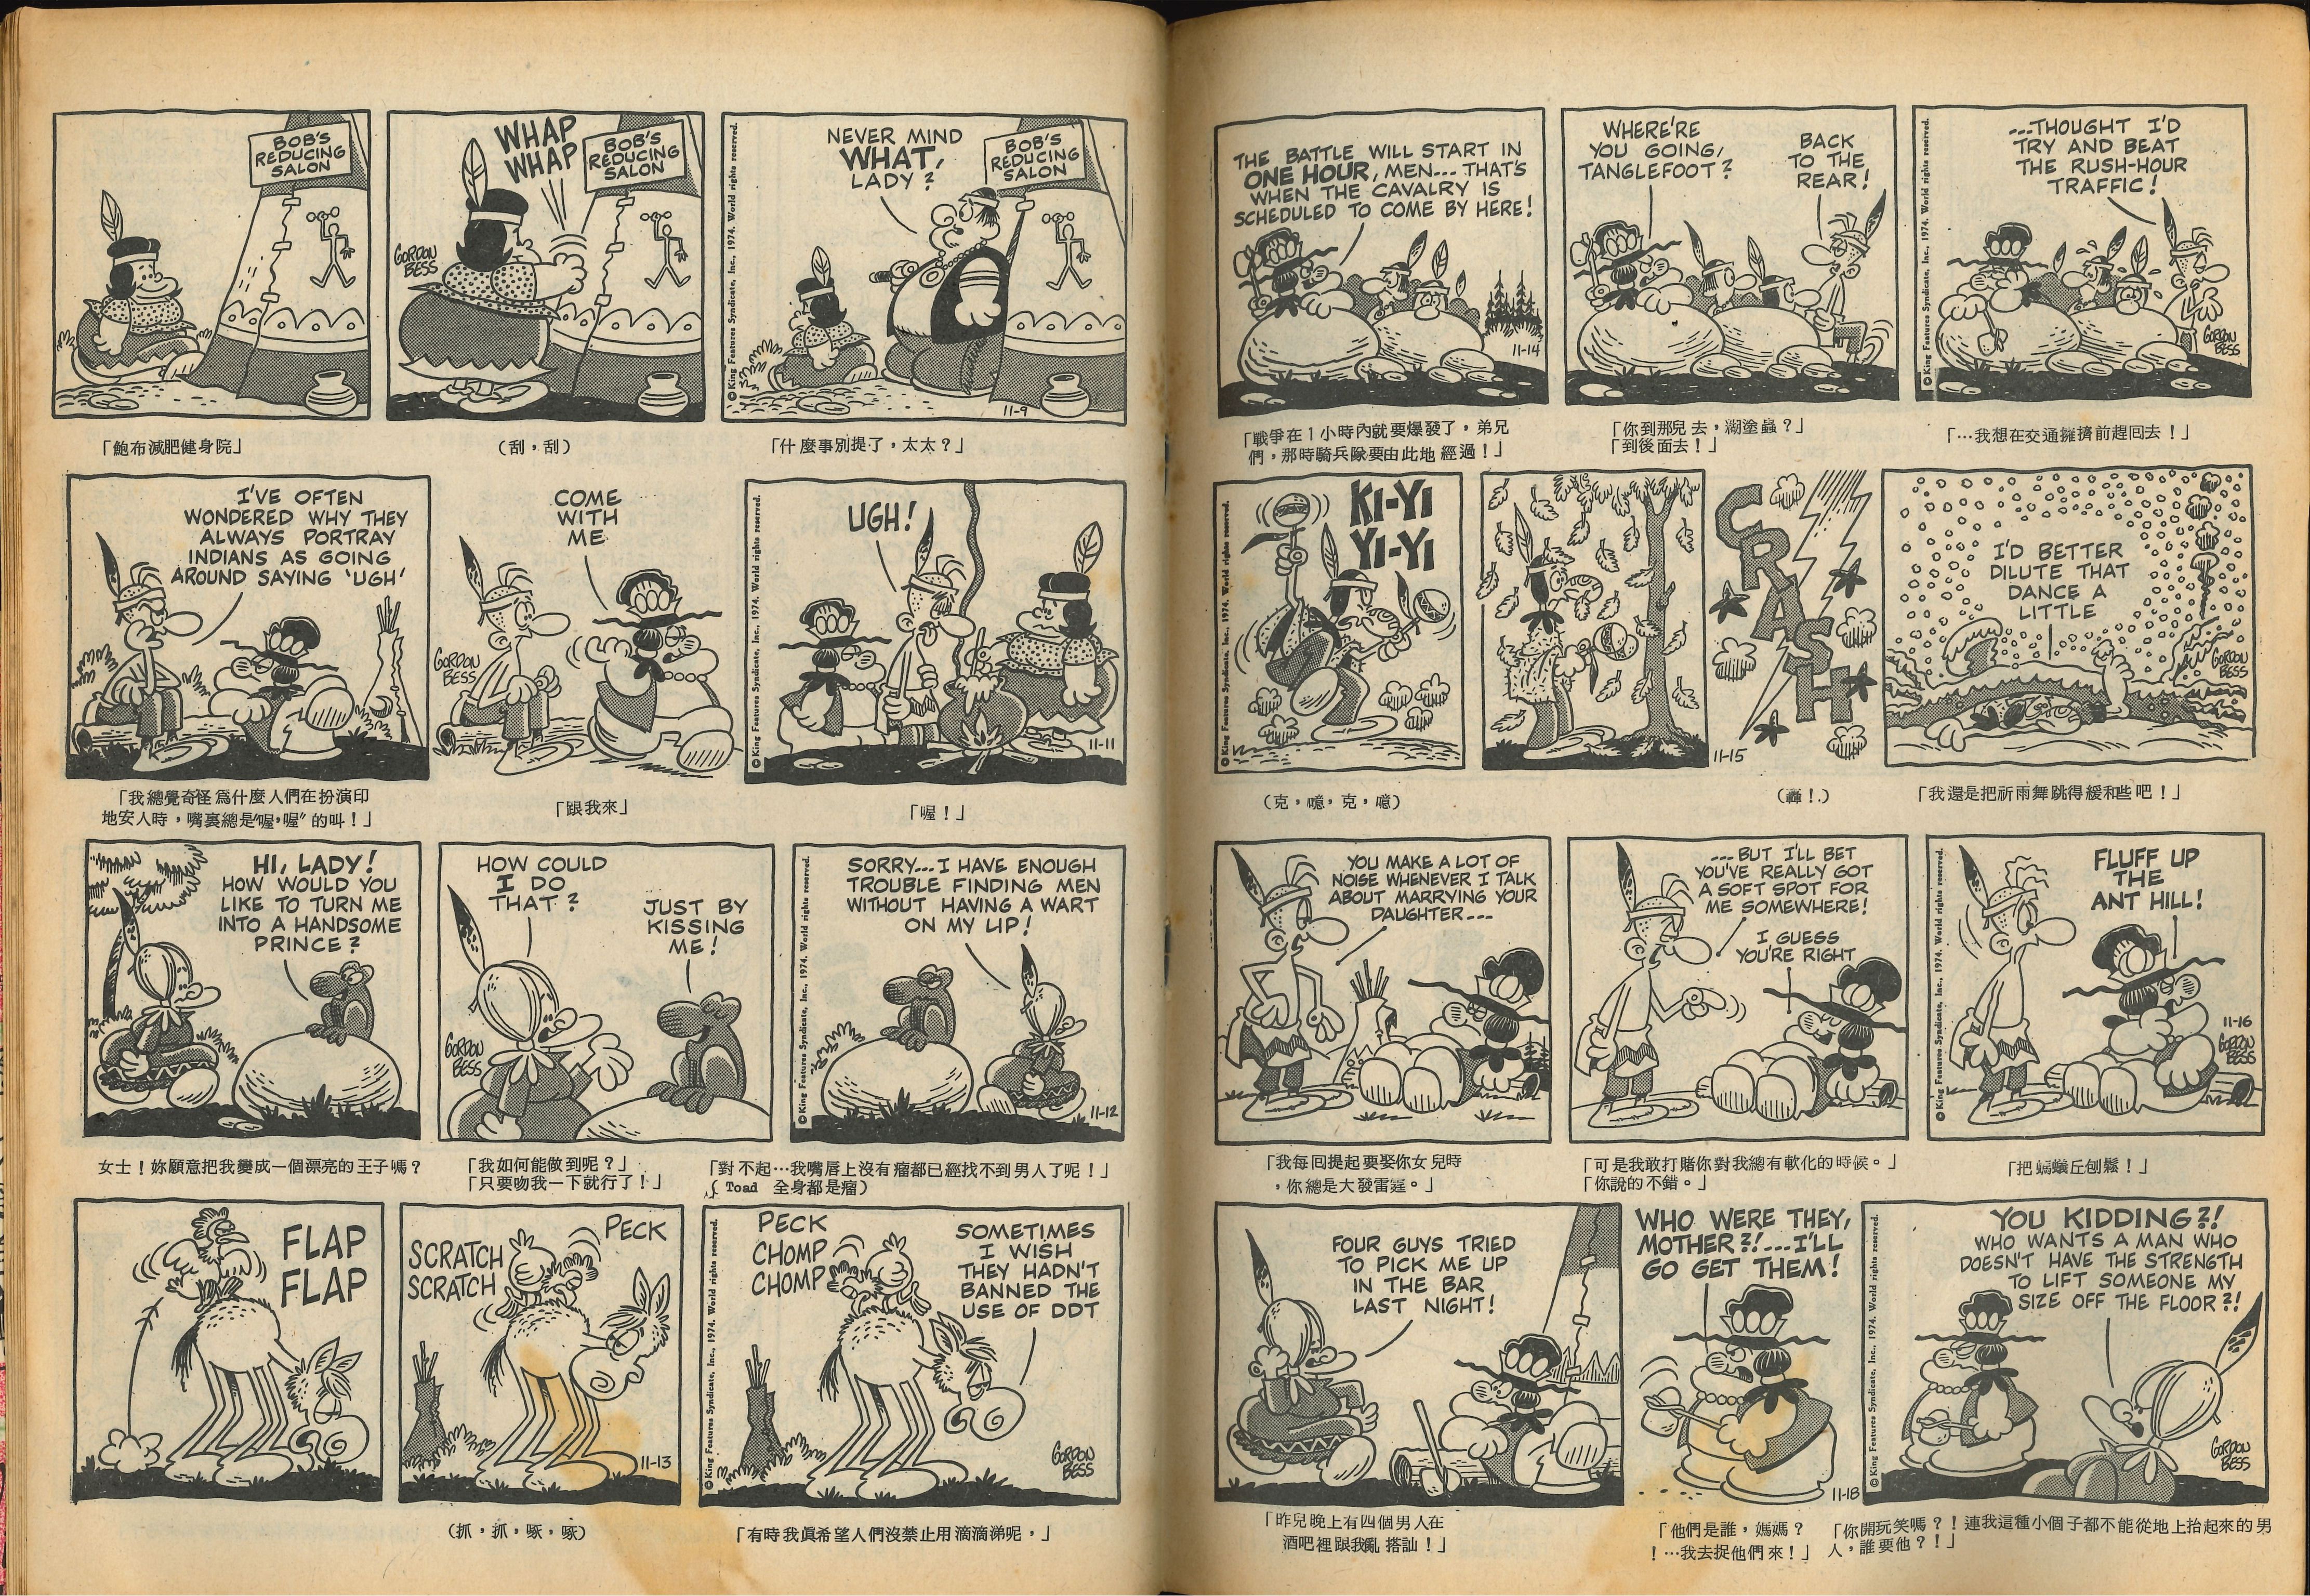 BOB'S
REDUCING
SALON
WHAP
WHAP
BOB'S
REDUCING
SALON
GORDON
BESS
© King Features Syndicate, Inc., 1974. World rights reserved.
NEVER MIND
WHAT,
LADY?
BOB'S
REDUCING
SALON
11-9
「鮑布減肥健身院」
(刮，刮)
「什麼事別提了，太太？」
I'VE OFTEN
WONDERED WHY THEY
ALWAYS PORTRAY
INDIANS AS GOING
AROUND SAYING 'UGH'
COME
WITH
ME
GORDON
BESS
© King Features Syndicate, Inc., 1974. World rights reserved.
UGH!
11-11
「我總覺奇怪爲什麼人們在扮演印
地安人時，嘴裏總是“喔，喔”的叫！」
「跟我來」
「喔！」
HI, LADY!
HOW WOULD YOU
LIKE TO TURN ME
INTO A HANDSOME
PRINCE?
HOW COULD
I DO
THAT?
JUST BY
KISSING
ME!
GORDON
BESS
© King Features Syndicate, Inc., 1974. World rights reserved.
SORRY... I HAVE ENOUGH
TROUBLE FINDING MEN
WITHOUT HAVING A WART
ON MY LIP!
11-12
女士！妳願意把我變成一個漂亮的王子嗎？
「我如何能做到呢？」
「只要吻我一下就行了！」
「對不起…我嘴唇上沒有瘤都已經找不到男人了呢！」
( Toad 全身都是瘤)
FLAP
FLAP
SCRATCH
SCRATCH
PECK
11-13
© King Features Syndicate, Inc., 1974. World rights reserved.
PECK
CHOMP
CHOMP
SOMETIMES
I WISH
THEY HADN'T
BANNED THE
USE OF DDT
GORDON
BESS
(抓，抓，啄，啄)
「有時我眞希望人們沒禁止用滴滴涕呢，」
THE BATTLE WILL START IN
ONE HOUR, MEN... THAT'S
WHEN THE CAVALRY IS
SCHEDULED TO COME BY HERE!
11-14
WHERE'RE
YOU GOING,
TANGLEFOOT?
BACK
TO THE
REAR!
© King Features Syndicate, Inc., 1974. World rights reserved.
...THOUGHT I'D
TRY AND BEAT
THE RUSH-HOUR
TRAFFIC!
GORDON
BESS
「戰爭在1小時內就要爆發了，弟兄
們，那時騎兵隊要由此地經過！」
「你到那兒去，湖塗蟲？」
「到後面去！」
「…我想在交通擁擠前趕回去！」
© King Features Syndicate, Inc., 1974. World rights reserved.
KI-YI
YI-YI
CRASH
11-15
I'D BETTER
DILUTE THAT
DANCE A
LITTLE
GORDON
BESS
(克，噫，克，噫)
(轟！.)
「我還是把祈雨舞跳得緩和些吧！」
YOU MAKE A LOT OF
NOISE WHENEVER I TALK
ABOUT MARRYING YOUR
DAUGHTER...
...BUT I'LL BET
YOU'VE REALLY GOT
A SOFT SPOT FOR
ME SOMEWHERE!
I GUESS
YOU'RE RIGHT
© King Features Syndicate, Inc., 1974. World rights reserved.
FLUFF UP
THE
ANT HILL!
11-16
GORDON
BESS
「我每回提起要娶你女兒時
，你總是大發雷霆。」
「可是我敢打賭你對我總有軟化的時候。」
「你說的不錯。」
「把螞蟻丘刨鬆！」
FOUR GUYS TRIED
TO PICK ME UP
IN THE BAR
LAST NIGHT!
WHO WERE THEY,
MOTHER?!...I'LL
GO GET THEM!
11-18
© King Features Syndicate, Inc., 1974. World rights reserved.
YOU KIDDING?!
WHO WANTS A MAN WHO
DOESN'T HAVE THE STRENGTH
TO LIFT SOMEONE MY
SIZE OFF THE FLOOR?!
GORDON
BESS
「昨兒晚上有四個男人在
酒吧裡跟我亂搭訕！」
「他們是誰，媽媽？
！…我去捉他們來！」
「你開玩笑嗎？！連我這種小個子都不能從地上抬起來的男
人，誰要他？！」